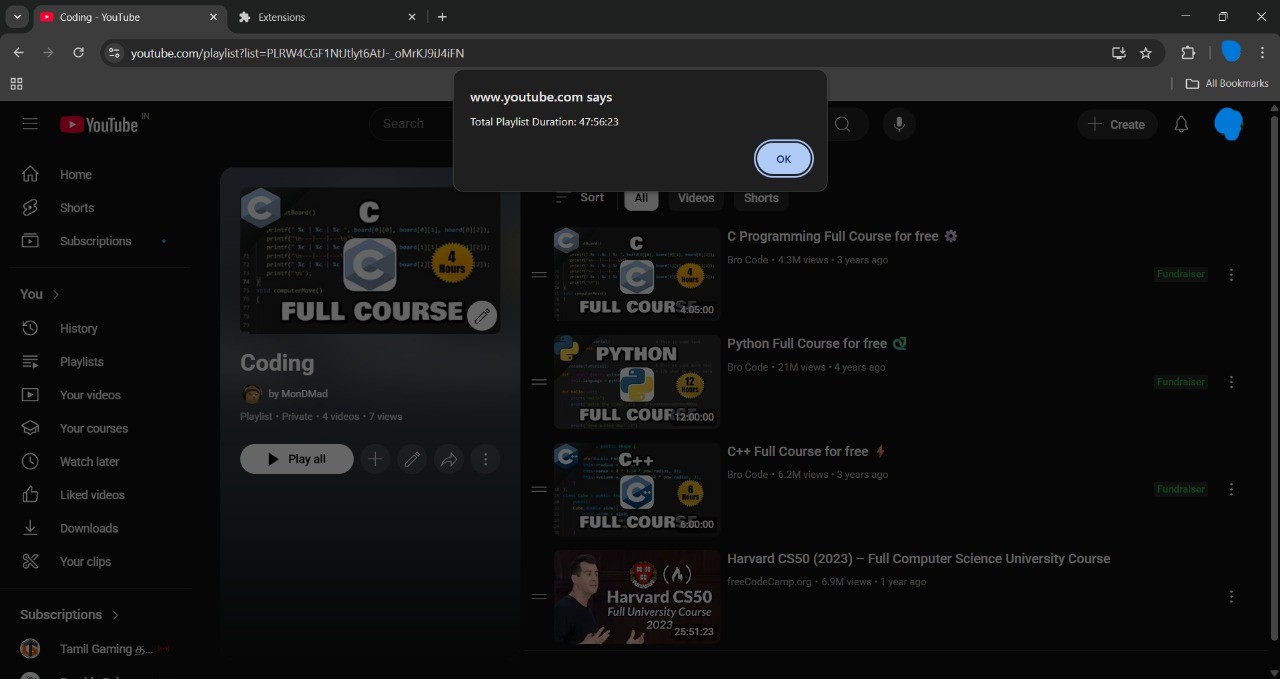 Coding - YouTube
Extensions
youtube.com/playlist?list=PLRW4CGF1NtJtlyt6AtJ-_oMrKJ9iJ4iFN
All Bookmarks
www.youtube.com says
Total Playlist Duration: 47:56:23
OK
YouTube IN
Search
Create
Home
Shorts
Subscriptions
You
History
Playlists
Your videos
Your courses
Watch later
Liked videos
Downloads
Your clips
Subscriptions
Tamil Gaming த...
C
4 Hours
FULL COURSE
Coding
by MonDMad
Playlist • Private • 4 videos • 7 views
Play all
Sort
All
Videos
Shorts
C
4 Hours
FULL COURSE
4:05:00
C Programming Full Course for free
Bro Code • 4.3M views • 3 years ago
Fundraiser
PYTHON
12 Hours
FULL COURSE
12:00:00
Python Full Course for free
Bro Code • 21M views • 4 years ago
Fundraiser
C++
6 Hours
FULL COURSE
6:00:00
C++ Full Course for free
Bro Code • 6.2M views • 3 years ago
Fundraiser
Harvard CS50
Full University Course
2023
25:51:23
Harvard CS50 (2023) – Full Computer Science University Course
freeCodeCamp.org • 6.9M views • 1 year ago